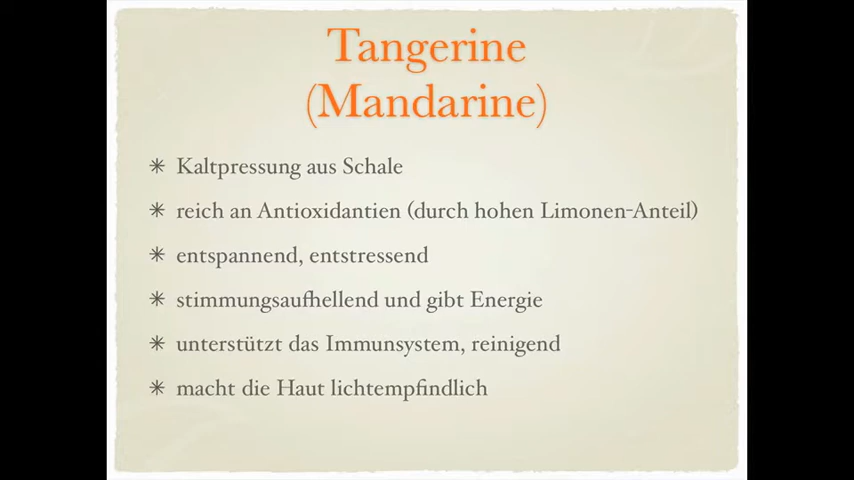 Tangerine
(Mandarine)
✴ Kaltpressung aus Schale
✴ reich an Antioxidantien (durch hohen Limonen-Anteil)
✴ entspannend, entstressend
✴ stimmungsaufhellend und gibt Energie
✴ unterstützt das Immunsystem, reinigend
✴ macht die Haut lichtempfindlich